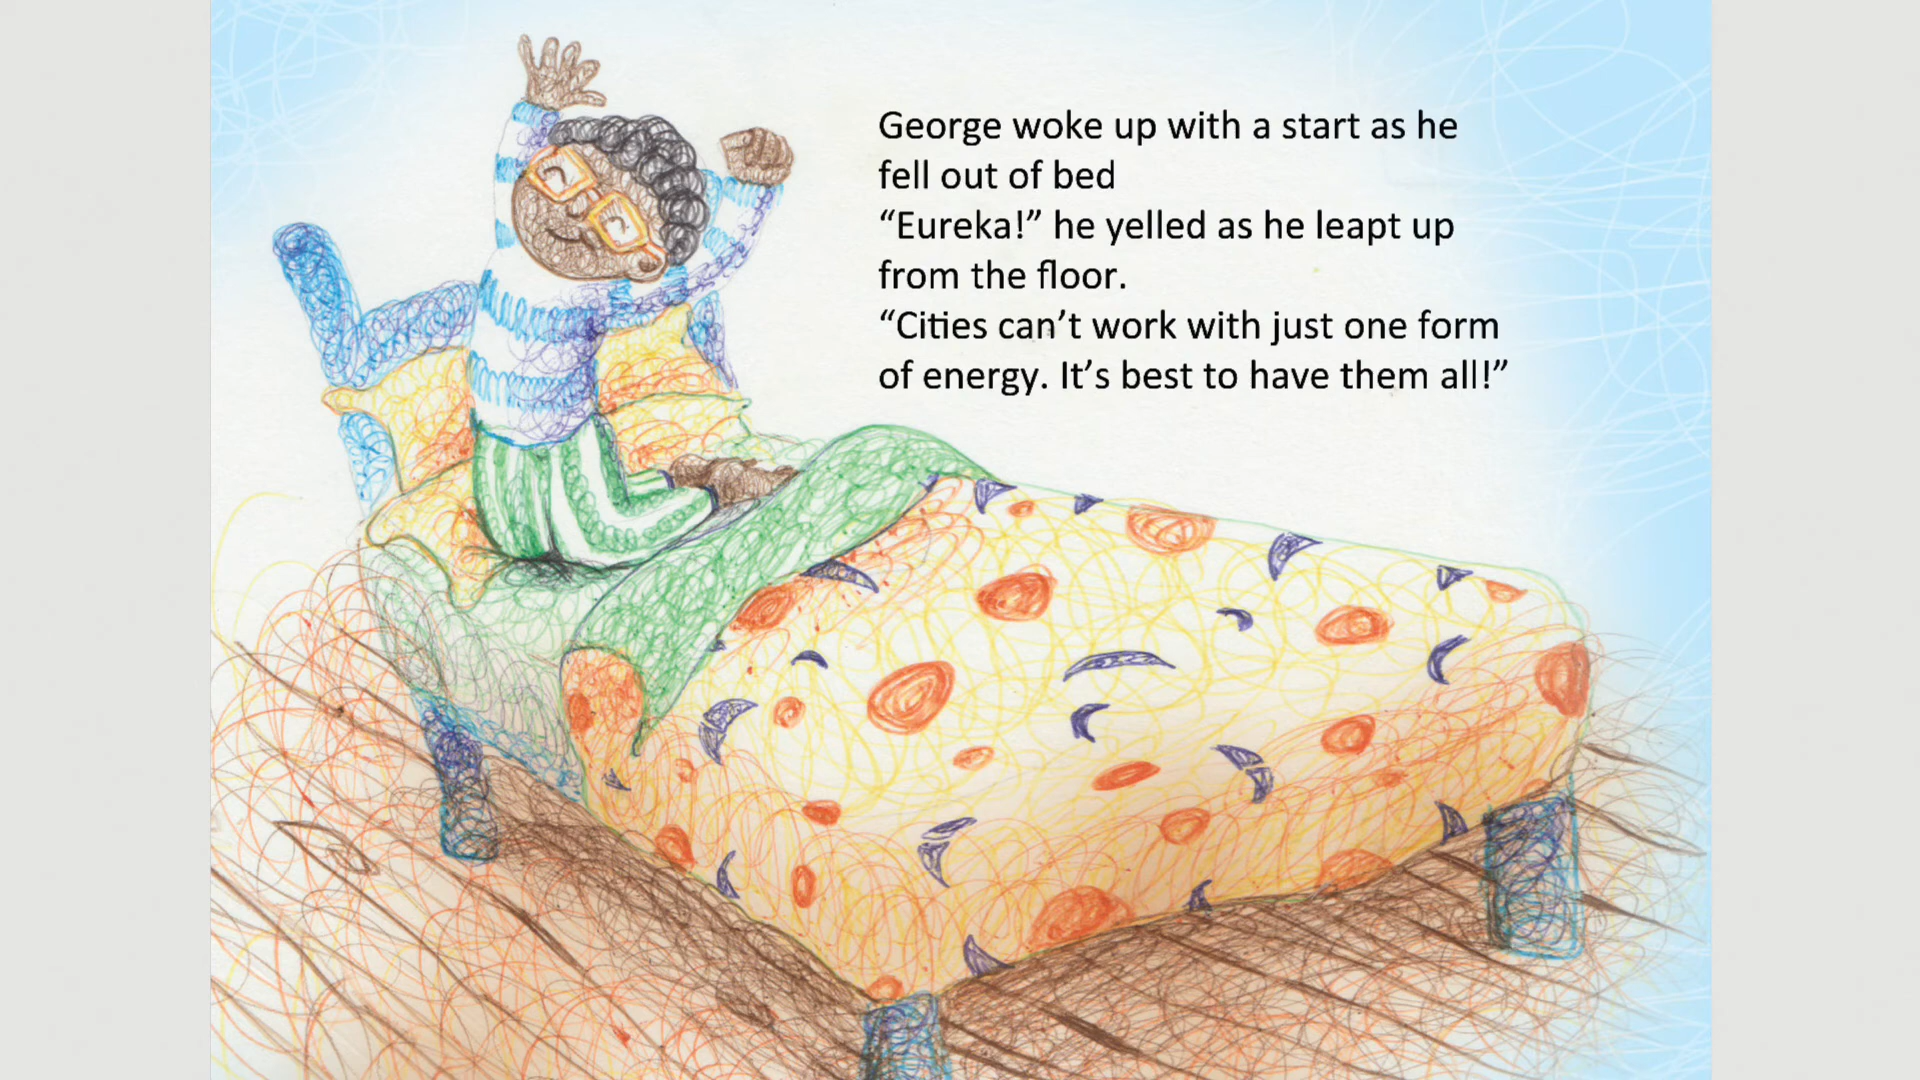 George woke up with a start as he
fell out of bed
“Eureka!” he yelled as he leapt up
from the floor.
“Cities can’t work with just one form
of energy. It’s best to have them all!”